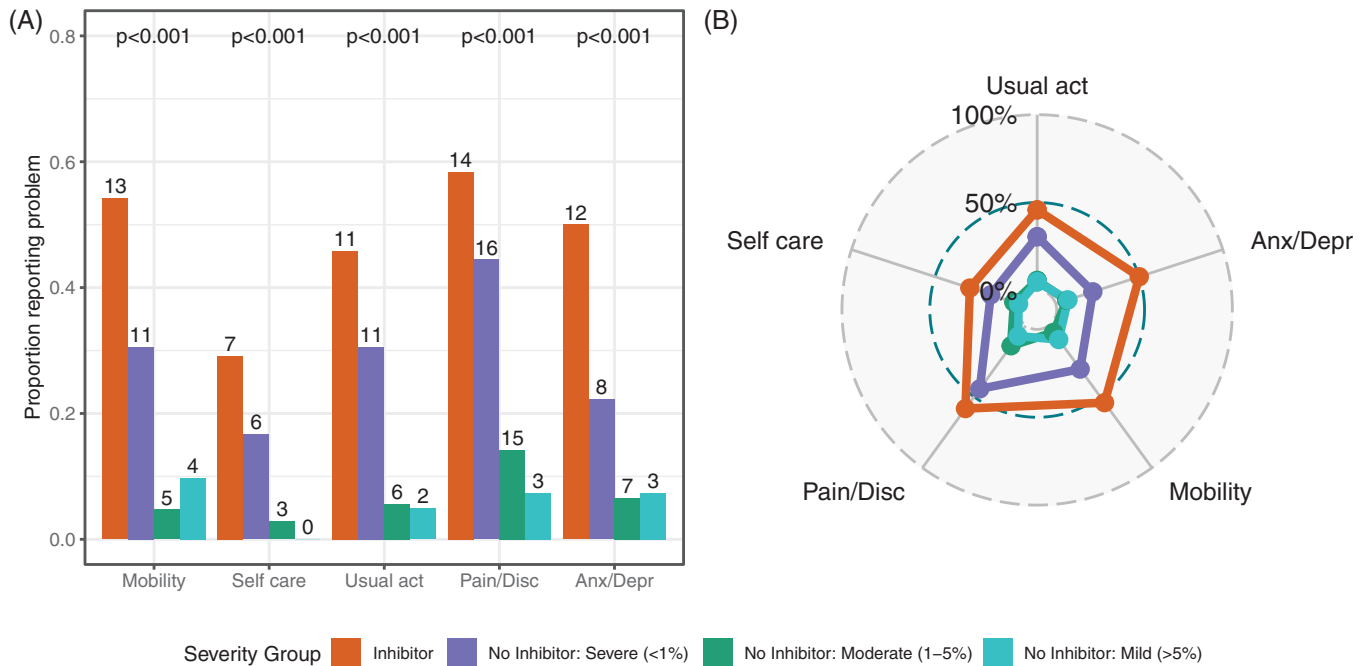 (A)
p<0.001 p<0.001 p<0.001 p<0.001 p<0.001
Proportion reporting problem
0.8
0.6
0.4
0.2
0.0
13 11 5 4
7 6 3 0
11 11 6 2
14 16 15 3
12 8 7 3
Mobility Self care Usual act Pain/Disc Anx/Depr
(B)
Usual act
100%
50%
0%
Self care
Anx/Depr
Pain/Disc
Mobility
Severity Group Inhibitor No Inhibitor: Severe (<1%) No Inhibitor: Moderate (1–5%) No Inhibitor: Mild (>5%)